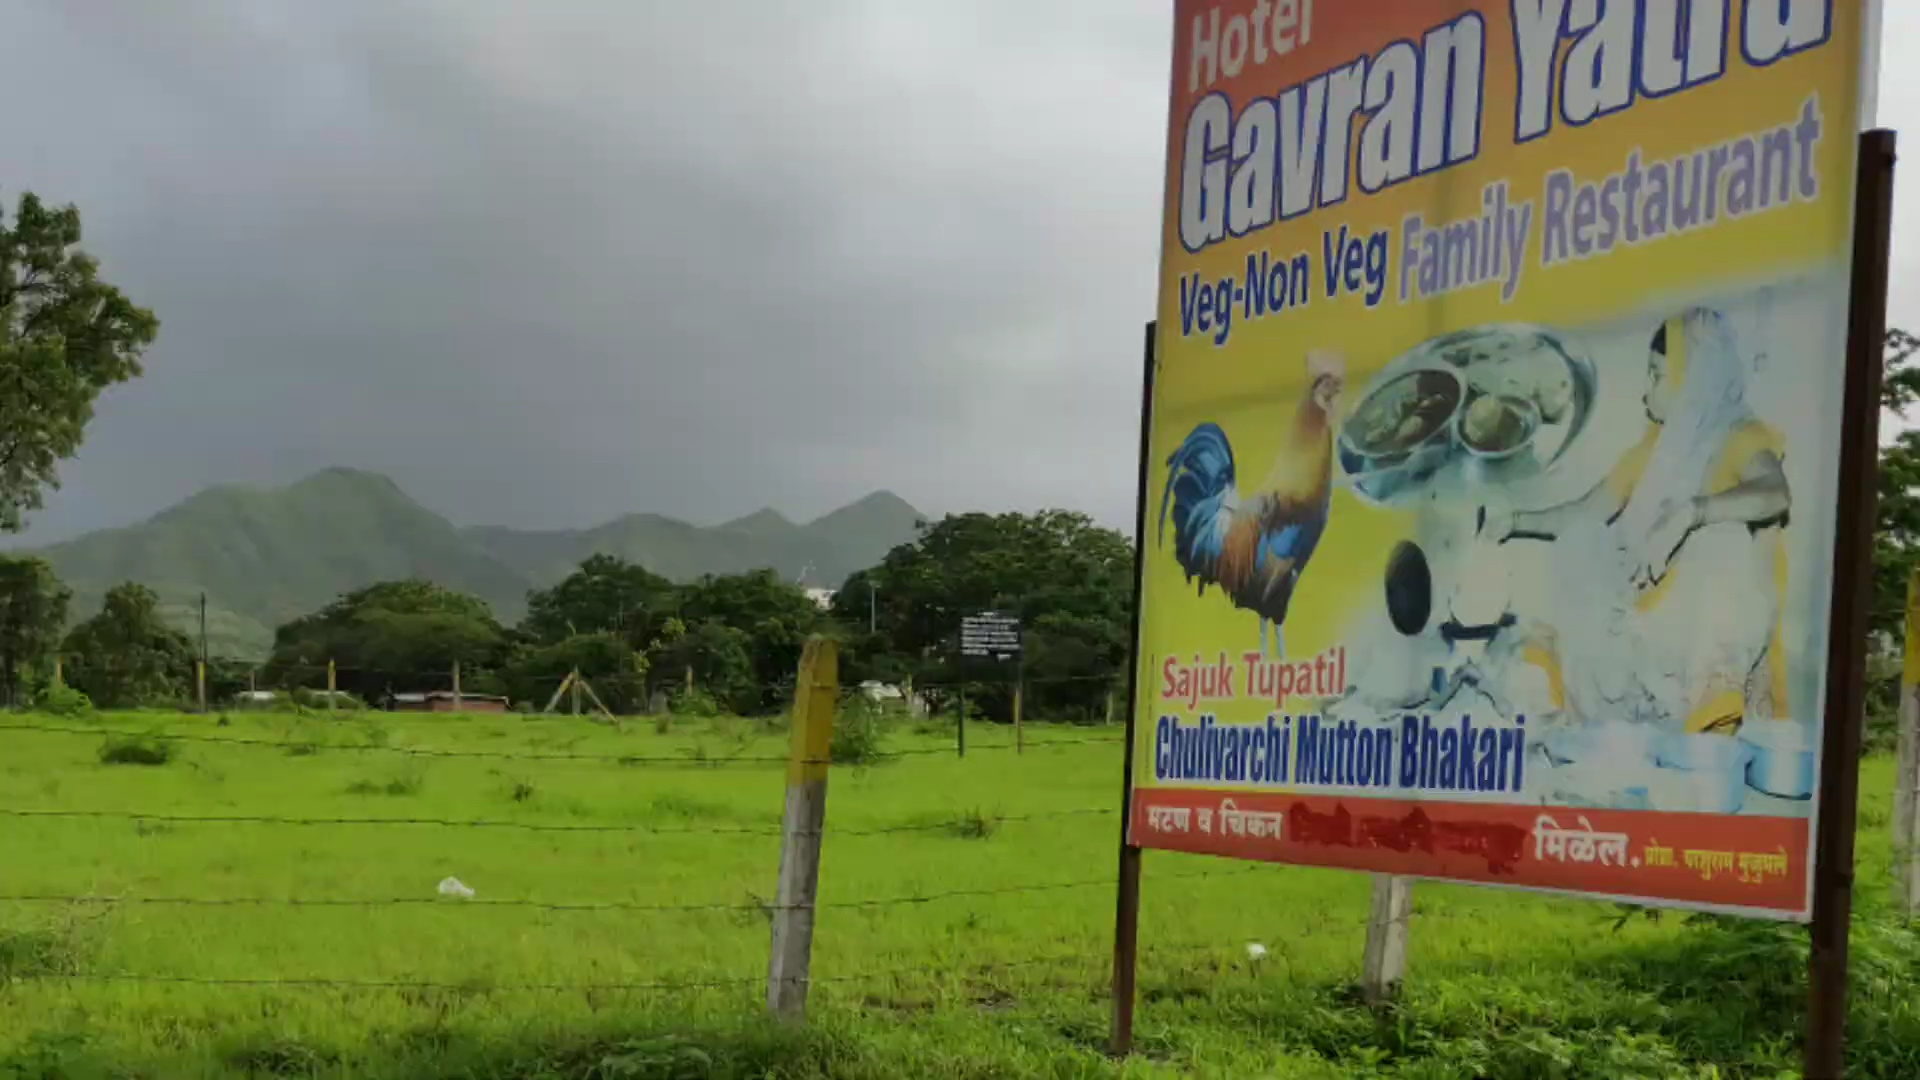 Hotel
Gavran Yatra
Veg-Non Veg Family Restaurant
Sajuk Tupatil
Chulivarchi Mutton Bhakari
मटण व चिकन मिळेल.
प्रोप्रा.